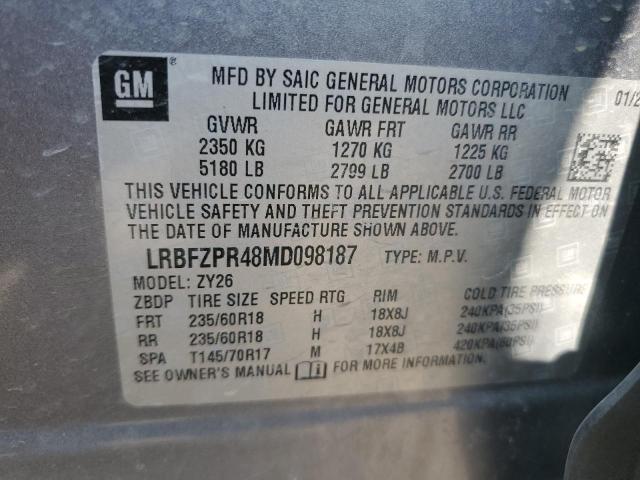 GM ®
MFD BY SAIC GENERAL MOTORS CORPORATION 01/2
LIMITED FOR GENERAL MOTORS LLC
GVWR GAWR FRT GAWR RR
2350 KG 1270 KG 1225 KG
5180 LB 2799 LB 2700 LB
THIS VEHICLE CONFORMS TO ALL APPLICABLE U.S. FEDERAL MOTOR
VEHICLE SAFETY AND THEFT PREVENTION STANDARDS IN EFFECT ON
THE DATE OF MANUFACTURE SHOWN ABOVE.
LRBFZPR48MD098187 TYPE: M.P.V.
MODEL: ZY26
ZBDP TIRE SIZE SPEED RTG RIM COLD TIRE PRESSURE
FRT 235/60R18 H 18X8J 240KPA(35PSI)
RR 235/60R18 H 18X8J 240KPA(35PSI)
SPA T145/70R17 M 17X4B 420KPA(60PSI)
SEE OWNER'S MANUAL i FOR MORE INFORMATION.